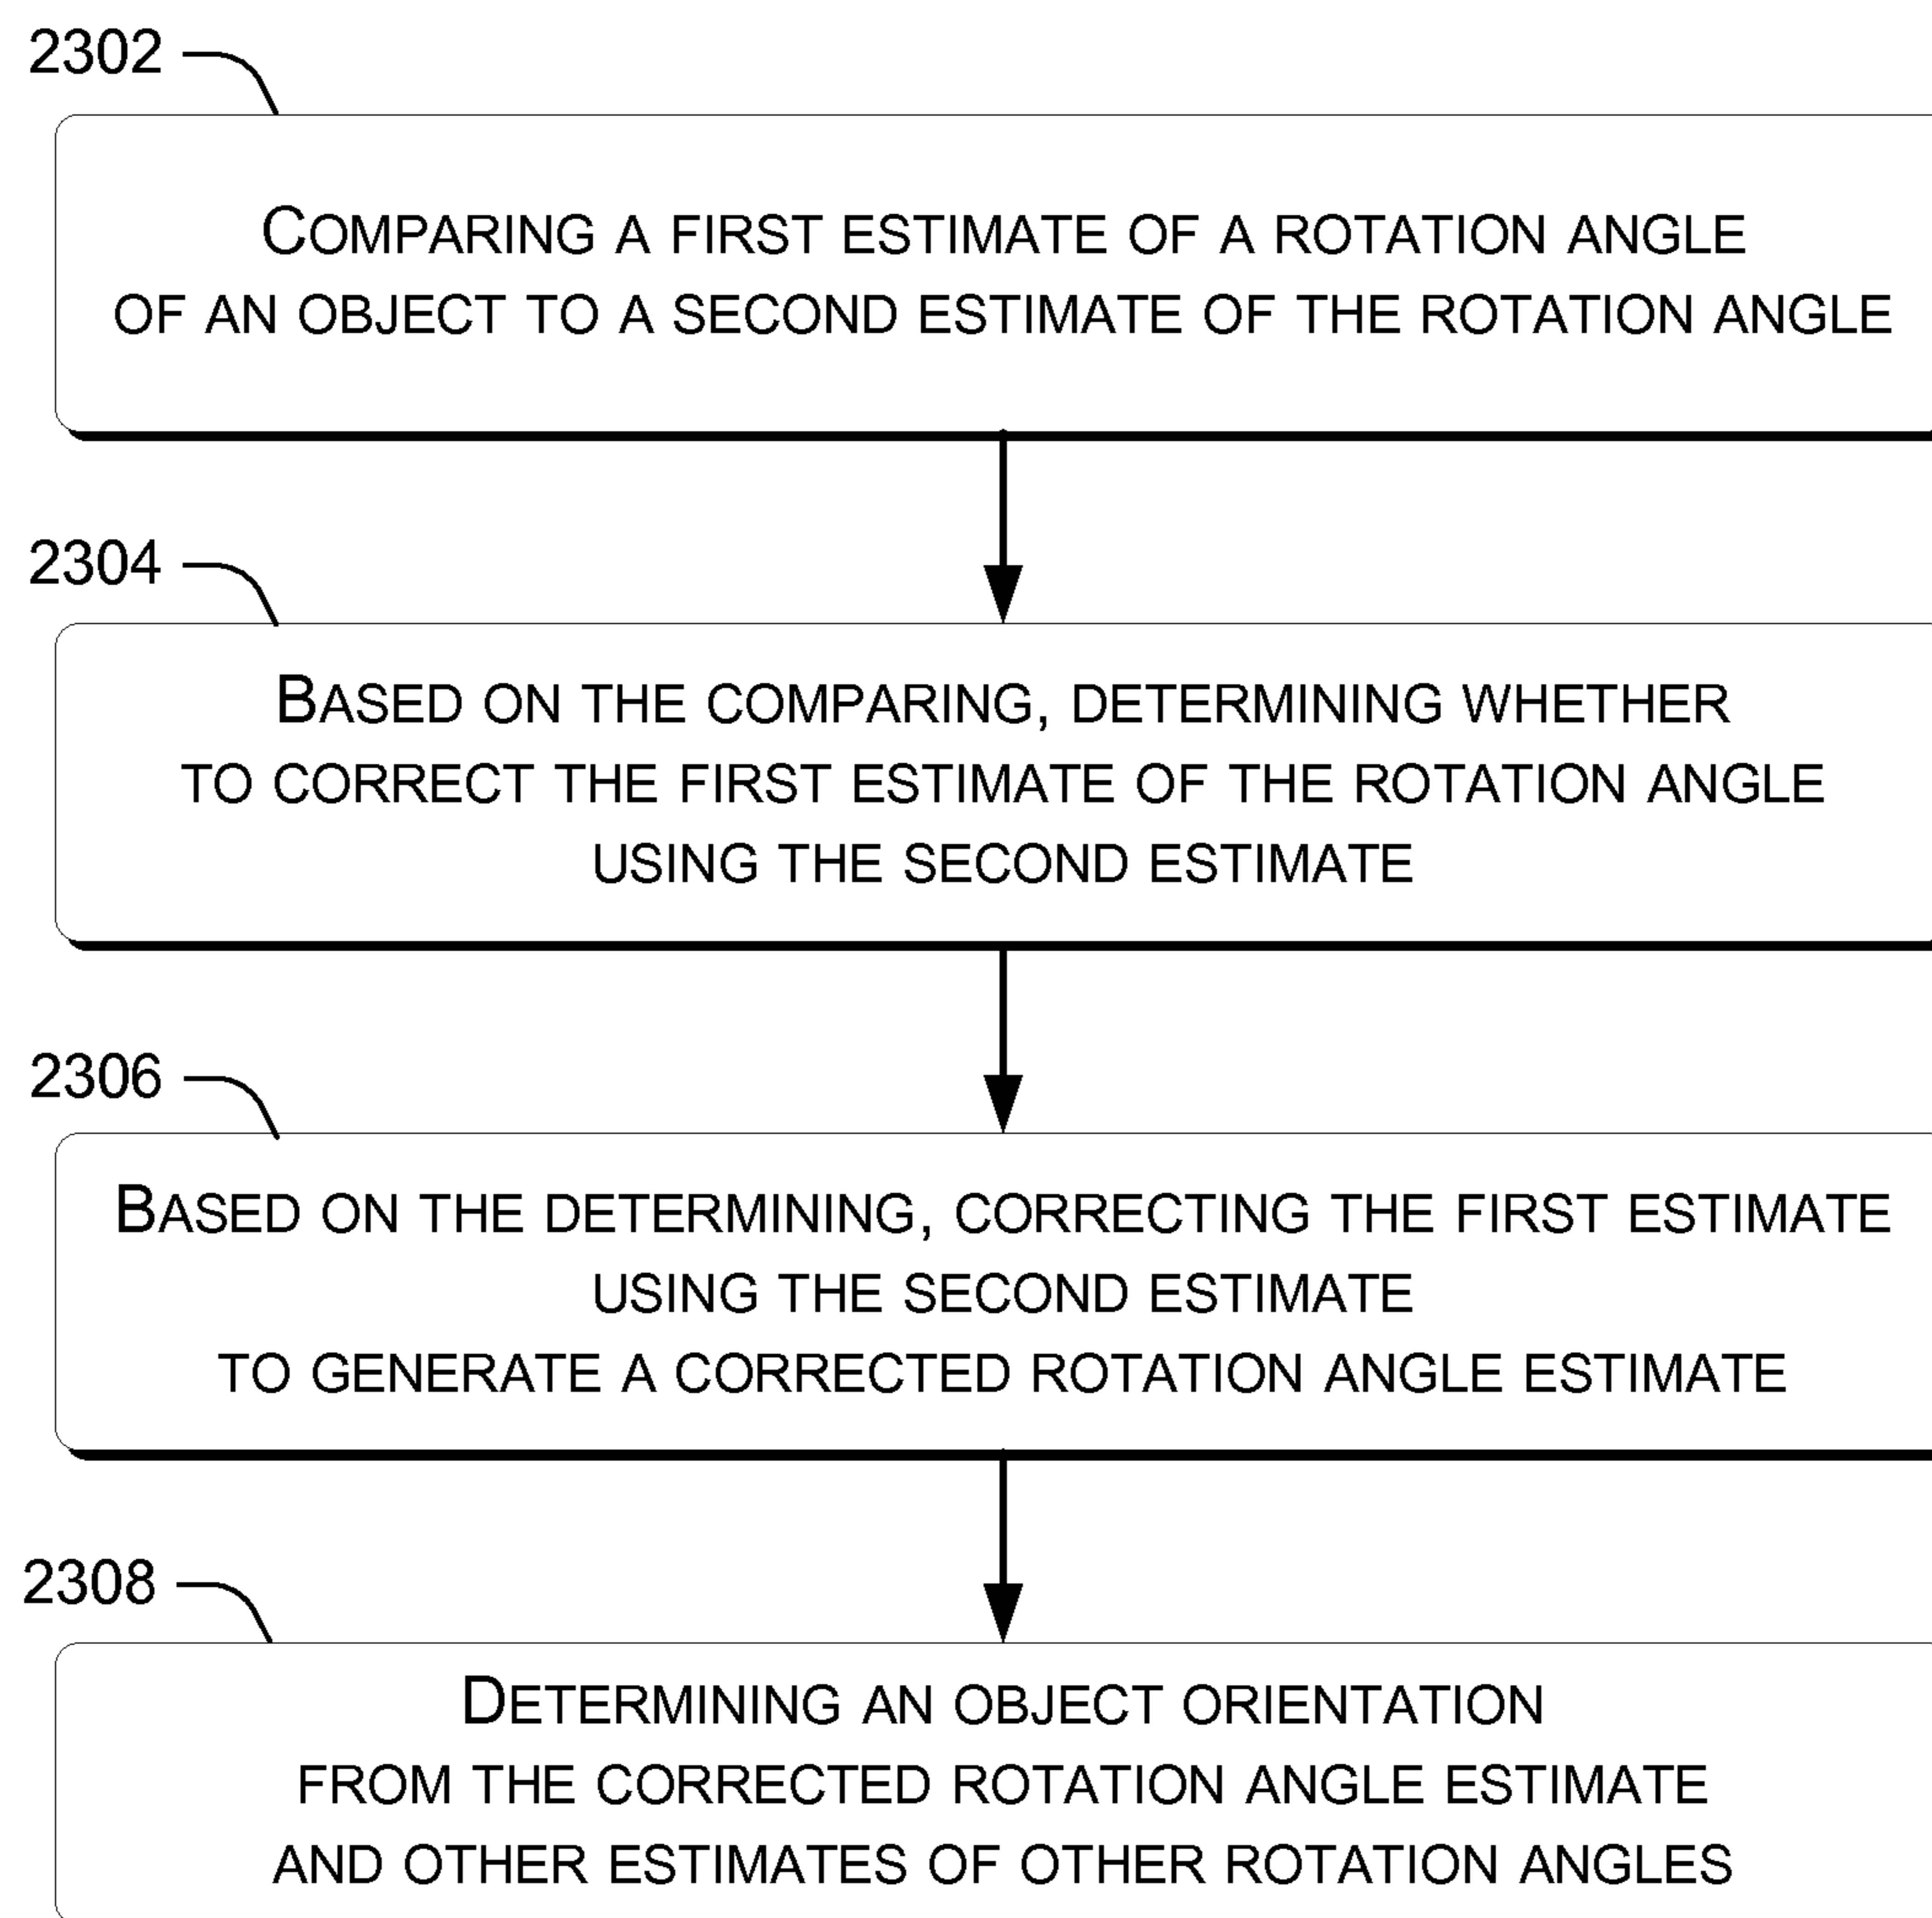 2302
COMPARING A FIRST ESTIMATE OF A ROTATION ANGLE
OF AN OBJECT TO A SECOND ESTIMATE OF THE ROTATION ANGLE
2304
BASED ON THE COMPARING, DETERMINING WHETHER
TO CORRECT THE FIRST ESTIMATE OF THE ROTATION ANGLE
USING THE SECOND ESTIMATE
2306
BASED ON THE DETERMINING, CORRECTING THE FIRST ESTIMATE
USING THE SECOND ESTIMATE
TO GENERATE A CORRECTED ROTATION ANGLE ESTIMATE
2308
DETERMINING AN OBJECT ORIENTATION
FROM THE CORRECTED ROTATION ANGLE ESTIMATE
AND OTHER ESTIMATES OF OTHER ROTATION ANGLES